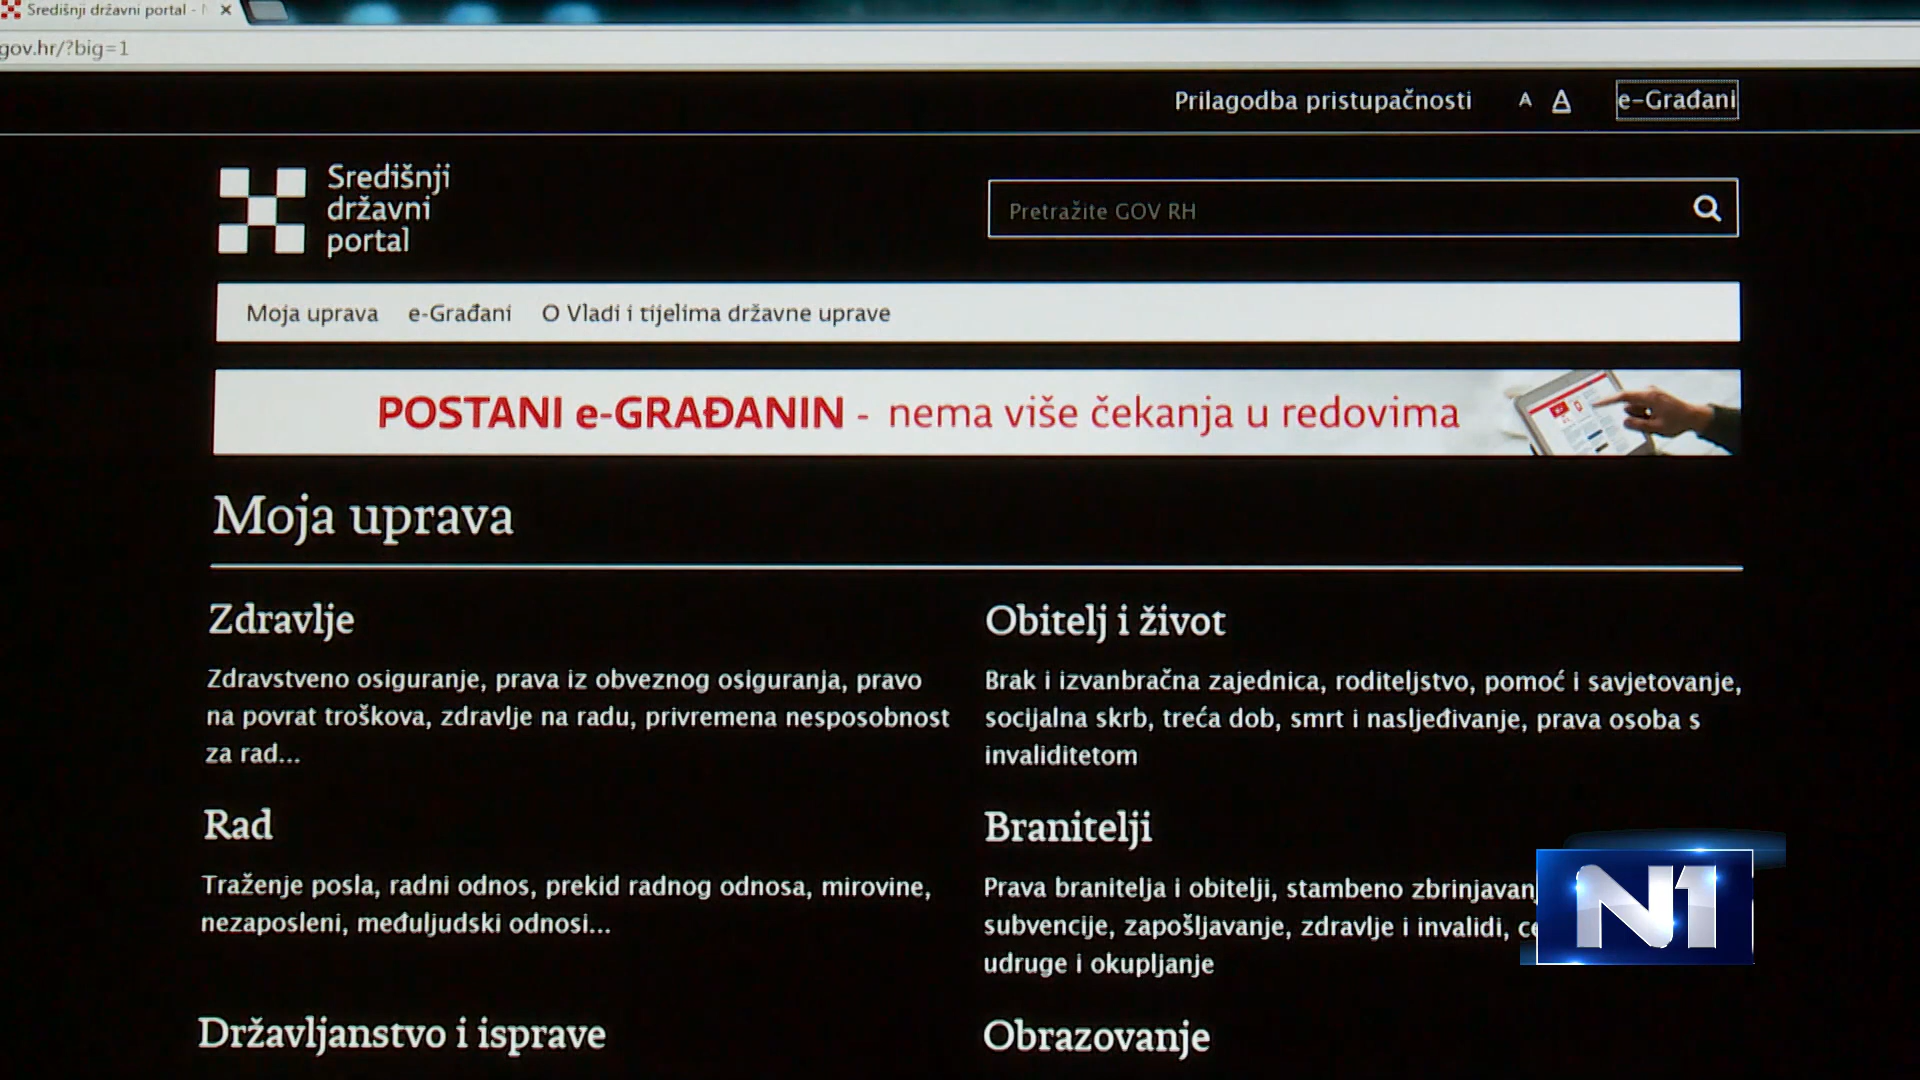 Središnji državni portal -
gov.hr/?big=1
Prilagodba pristupačnosti A A e-Građani
Središnji
državni
portal
Pretražite GOV RH
Moja uprava e-Građani O Vladi i tijelima državne uprave
POSTANI e-GRAĐANIN - nema više čekanja u redovima
Moja uprava
Zdravlje
Zdravstveno osiguranje, prava iz obveznog osiguranja, pravo
na povrat troškova, zdravlje na radu, privremena nesposobnost
za rad...
Obitelj i život
Brak i izvanbračna zajednica, roditeljstvo, pomoć i savjetovanje,
socijalna skrb, treća dob, smrt i nasljeđivanje, prava osoba s
invaliditetom
Rad
Traženje posla, radni odnos, prekid radnog odnosa, mirovine,
nezaposleni, međuljudski odnosi...
Branitelji
Prava branitelja i obitelji, stambeno zbrinjavan
subvencije, zapošljavanje, zdravlje i invalidi,
udruge i okupljanje
N1
Državljanstvo i isprave
Obrazovanje